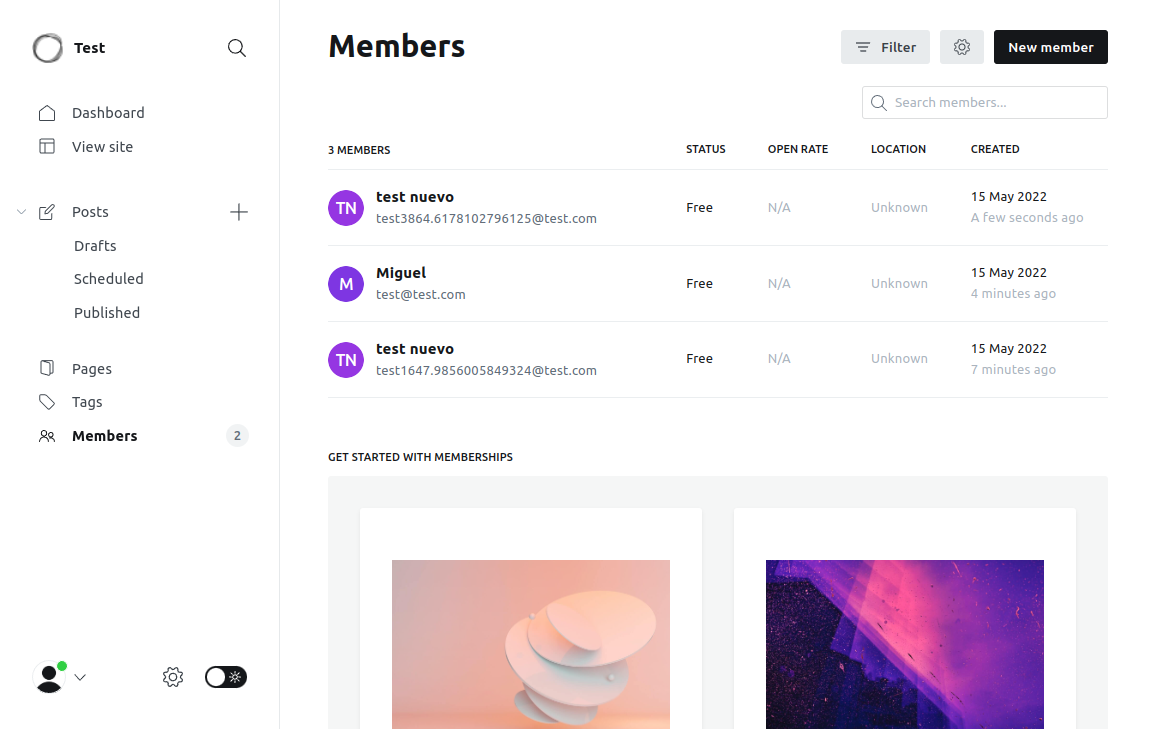 Test
Dashboard
View site
Posts
Drafts
Scheduled
Published
Pages
Tags
Members 2
Members
Filter
New member
Search members...
3 MEMBERS STATUS OPEN RATE LOCATION CREATED
TN test nuevo
test3864.6178102796125@test.com
Free N/A Unknown
15 May 2022
A few seconds ago
M Miguel
test@test.com
Free N/A Unknown
15 May 2022
4 minutes ago
TN test nuevo
test1647.9856005849324@test.com
Free N/A Unknown
15 May 2022
7 minutes ago
GET STARTED WITH MEMBERSHIPS